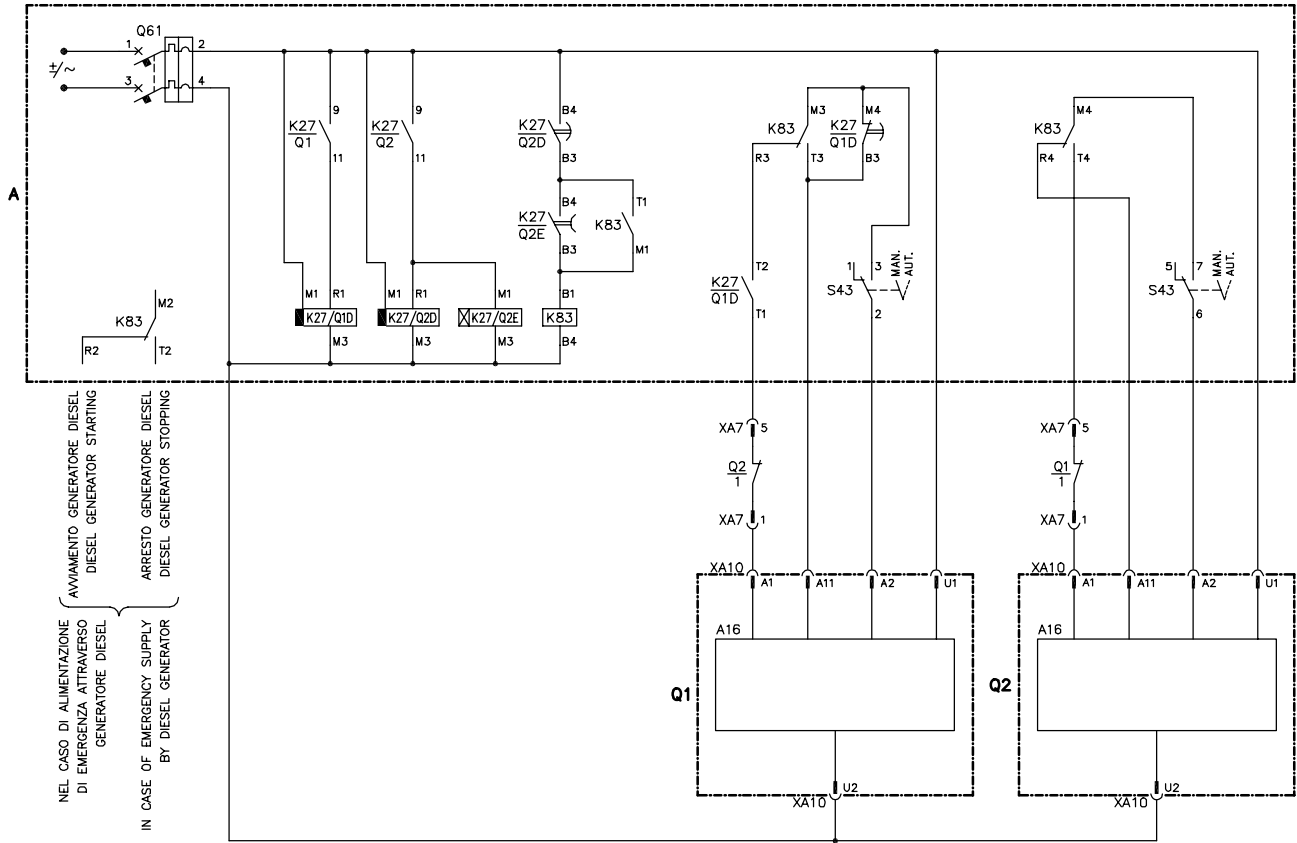 Q61
1
2
±/~
3
4
A
9
K27
Q1
11
9
K27
Q2
11
B4
K27
Q2D
B3
B4
K27
Q2E
B3
T1
K83
M1
M1
R1
K27/Q1D
M3
M1
R1
K27/Q2D
M3
M1
K27/Q2E
M3
B1
K83
B4
M2
K83
R2
T2
M3
K83
R3
T3
M4
K27
Q1D
B3
T2
K27
Q1D
T1
1
3
MAN.
AUT.
S43
2
M4
K83
R4
T4
5
7
MAN.
AUT.
S43
6
XA7
5
Q2
1
XA7
1
XA10
A1
A11
A2
U1
A16
Q1
U2
XA10
XA7
5
Q1
1
XA7
1
XA10
A1
A11
A2
U1
A16
Q2
U2
XA10
AVVIAMENTO GENERATORE DIESEL
DIESEL GENERATOR STARTING
ARRESTO GENERATORE DIESEL
DIESEL GENERATOR STOPPING
NEL CASO DI ALIMENTAZIONE
DI EMERGENZA ATTRAVERSO
GENERATORE DIESEL
IN CASE OF EMERGENCY SUPPLY
BY DIESEL GENERATOR